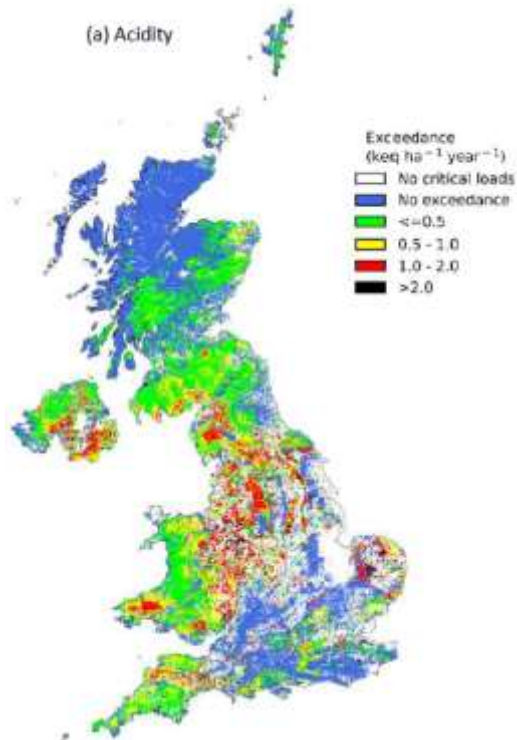 (a) Acidity
Exceedance
(keq ha⁻¹ year⁻¹)
No critical loads
No exceedance
<=0.5
0.5 - 1.0
1.0 - 2.0
>2.0